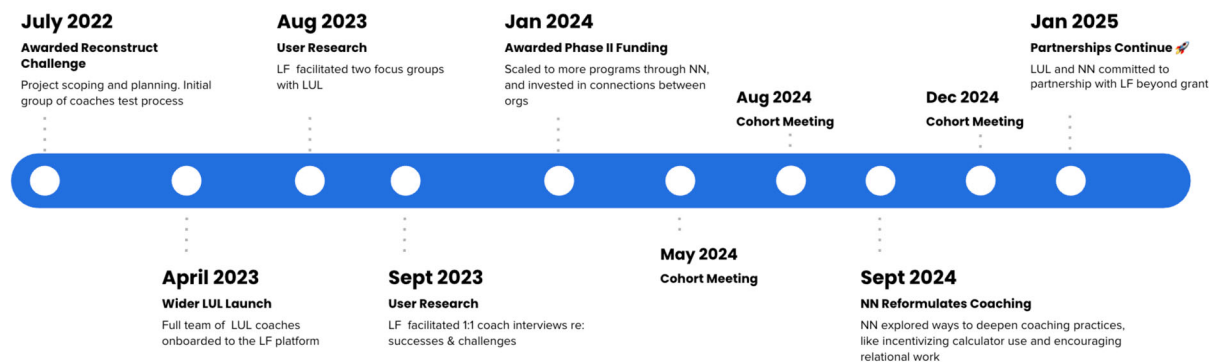 July 2022
Awarded Reconstruct
Challenge
Project scoping and planning. Initial
group of coaches test process
April 2023
Wider LUL Launch
Full team of LUL coaches
onboarded to the LF platform
Aug 2023
User Research
LF facilitated two focus groups
with LUL
Sept 2023
User Research
LF facilitated 1:1 coach interviews re:
successes & challenges
Jan 2024
Awarded Phase II Funding
Scaled to more programs through NN,
and invested in connections between
orgs
May 2024
Cohort Meeting
Aug 2024
Cohort Meeting
Sept 2024
NN Reformulates Coaching
NN explored ways to deepen coaching practices,
like incentivizing calculator use and encouraging
relational work
Dec 2024
Cohort Meeting
Jan 2025
Partnerships Continue 🚀
LUL and NN committed to
partnership with LF beyond grant